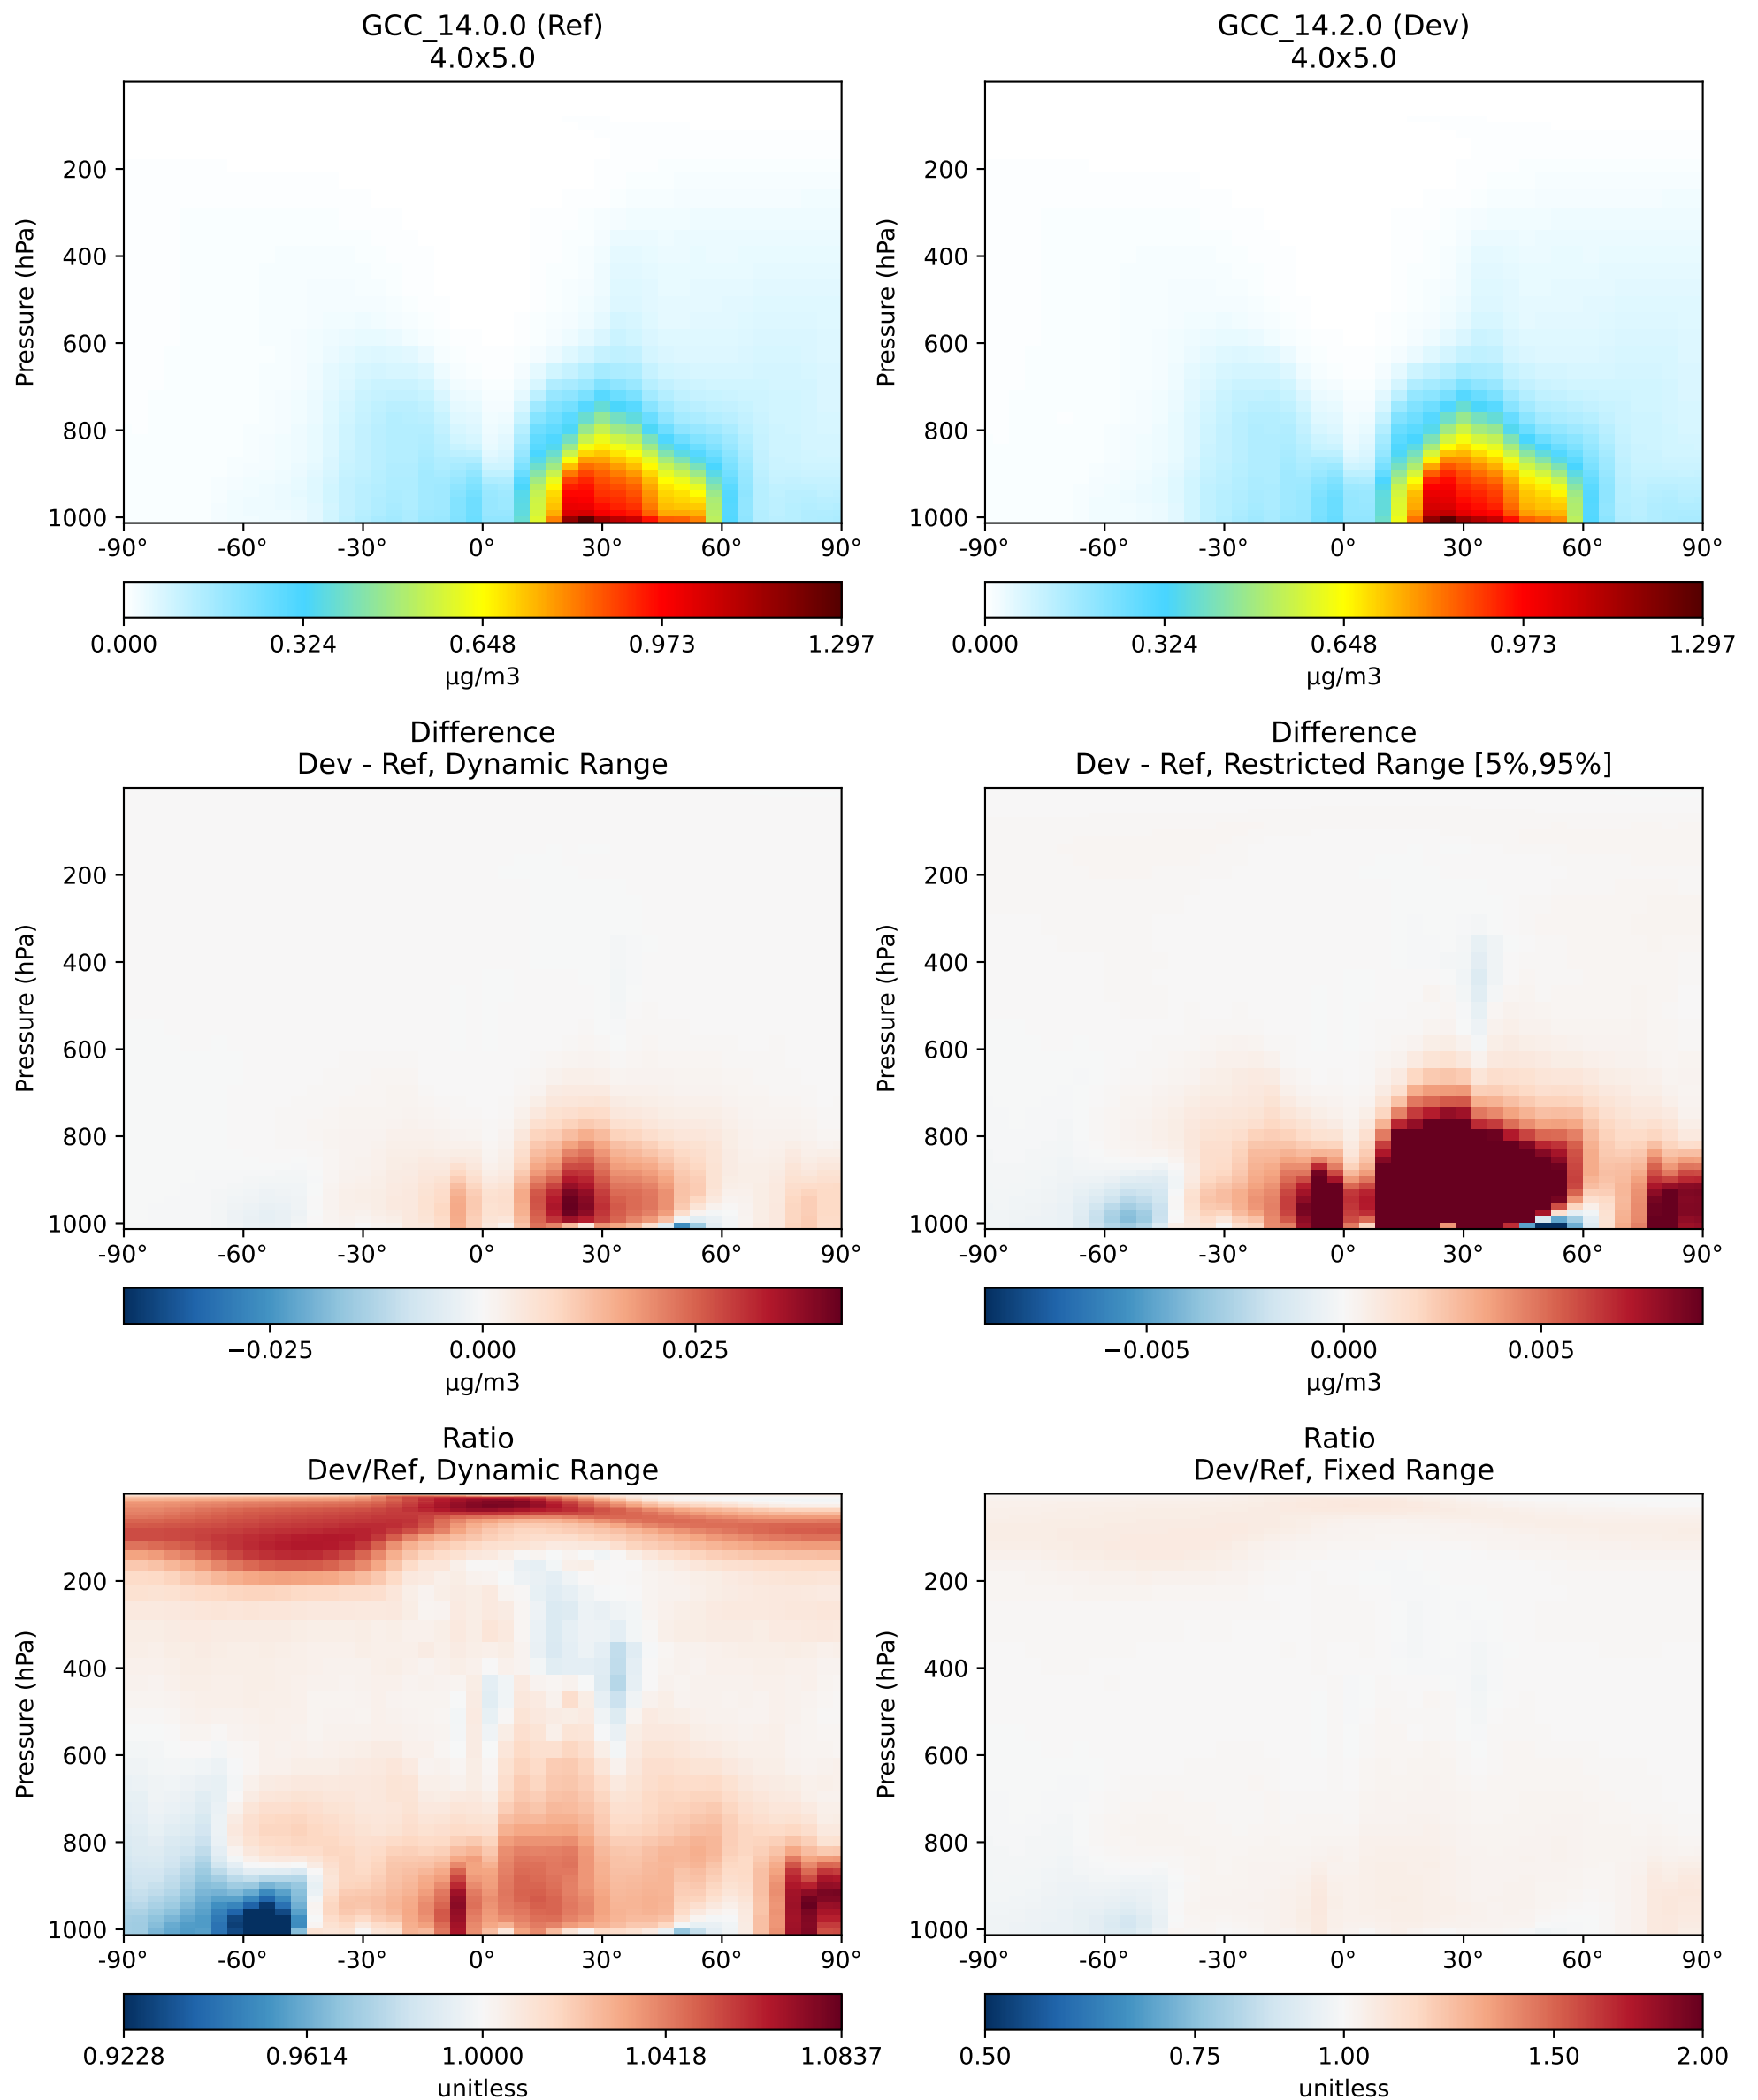 GCC_14.0.0 (Ref)
4.0x5.0
GCC_14.2.0 (Dev)
4.0x5.0
Pressure (hPa)
200
400
600
800
1000
-90° -60° -30° 0° 30° 60° 90°
0.000 0.324 0.648 0.973 1.297
μg/m3
Pressure (hPa)
200
400
600
800
1000
-90° -60° -30° 0° 30° 60° 90°
0.000 0.324 0.648 0.973 1.297
μg/m3
Difference
Dev - Ref, Dynamic Range
Difference
Dev - Ref, Restricted Range [5%,95%]
Pressure (hPa)
200
400
600
800
1000
-90° -60° -30° 0° 30° 60° 90°
−0.025 0.000 0.025
μg/m3
Pressure (hPa)
200
400
600
800
1000
-90° -60° -30° 0° 30° 60° 90°
−0.005 0.000 0.005
μg/m3
Ratio
Dev/Ref, Dynamic Range
Ratio
Dev/Ref, Fixed Range
Pressure (hPa)
200
400
600
800
1000
-90° -60° -30° 0° 30° 60° 90°
0.9228 0.9614 1.0000 1.0418 1.0837
unitless
Pressure (hPa)
200
400
600
800
1000
-90° -60° -30° 0° 30° 60° 90°
0.50 0.75 1.00 1.50 2.00
unitless